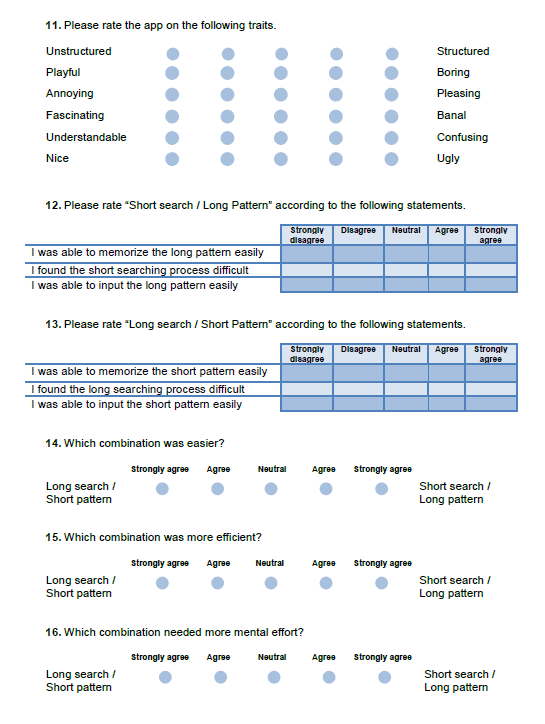 11. Please rate the app on the following traits.
Unstructured Structured
Playful Boring
Annoying Pleasing
Fascinating Banal
Understandable Confusing
Nice Ugly
12. Please rate “Short search / Long Pattern” according to the following statements.
Strongly disagree Disagree Neutral Agree Strongly agree
I was able to memorize the long pattern easily
I found the short searching process difficult
I was able to input the long pattern easily
13. Please rate “Long search / Short Pattern” according to the following statements.
Strongly disagree Disagree Neutral Agree Strongly agree
I was able to memorize the short pattern easily
I found the long searching process difficult
I was able to input the short pattern easily
14. Which combination was easier?
Strongly agree Agree Neutral Agree Strongly agree
Long search / Short search /
Short pattern Long pattern
15. Which combination was more efficient?
Strongly agree Agree Neutral Agree Strongly agree
Long search / Short search /
Short pattern Long pattern
16. Which combination needed more mental effort?
Strongly agree Agree Neutral Agree Strongly agree
Long search / Short search /
Short pattern Long pattern